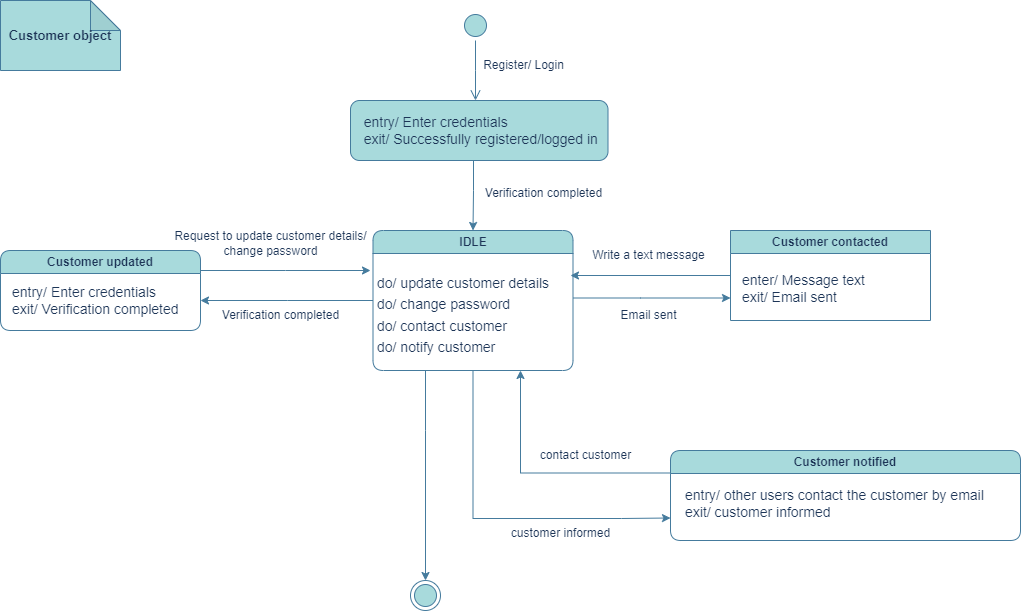 Customer object
Register/ Login
entry/ Enter credentials
exit/ Successfully registered/logged in
Verification completed
Request to update customer details/
change password
Customer updated
entry/ Enter credentials
exit/ Verification completed
Verification completed
IDLE
do/ update customer details
do/ change password
do/ contact customer
do/ notify customer
Write a text message
Email sent
Customer contacted
enter/ Message text
exit/ Email sent
contact customer
customer informed
Customer notified
entry/ other users contact the customer by email
exit/ customer informed